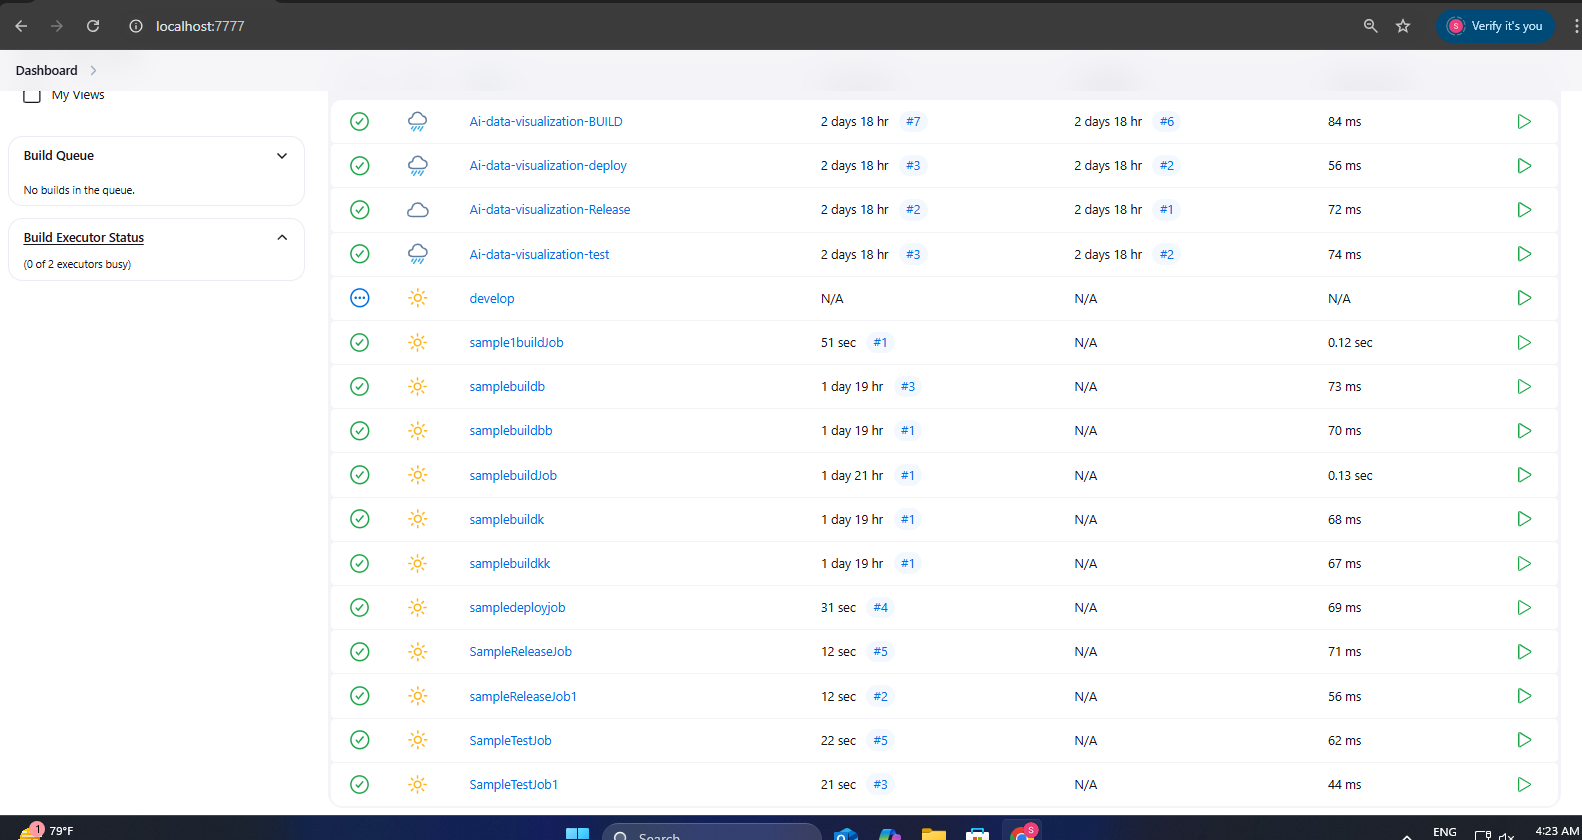 localhost:7777
S Verify it's you
Dashboard
My Views
Build Queue
No builds in the queue.
Build Executor Status
(0 of 2 executors busy)
Ai-data-visualization-BUILD 2 days 18 hr #7 2 days 18 hr #6 84 ms
Ai-data-visualization-deploy 2 days 18 hr #3 2 days 18 hr #2 56 ms
Ai-data-visualization-Release 2 days 18 hr #2 2 days 18 hr #1 72 ms
Ai-data-visualization-test 2 days 18 hr #3 2 days 18 hr #2 74 ms
develop N/A N/A N/A
sample1buildJob 51 sec #1 N/A 0.12 sec
samplebuildb 1 day 19 hr #3 N/A 73 ms
samplebuildbb 1 day 19 hr #1 N/A 70 ms
samplebuildJob 1 day 21 hr #1 N/A 0.13 sec
samplebuildk 1 day 19 hr #1 N/A 68 ms
samplebuildkk 1 day 19 hr #1 N/A 67 ms
sampledeployjob 31 sec #4 N/A 69 ms
SampleReleaseJob 12 sec #5 N/A 71 ms
sampleReleaseJob1 12 sec #2 N/A 56 ms
SampleTestJob 22 sec #5 N/A 62 ms
SampleTestJob1 21 sec #3 N/A 44 ms
1 79°F Search S ENG 4:23 AM